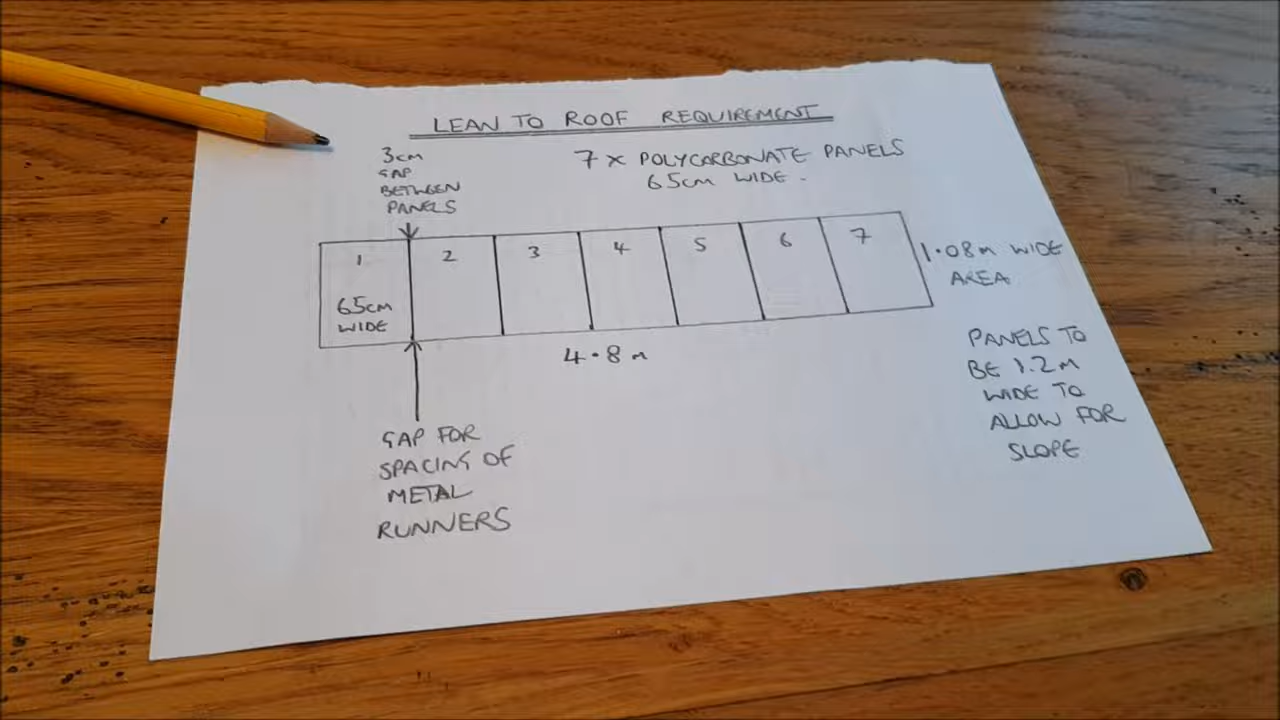 LEAN TO ROOF REQUIREMENT
3cm
GAP
BETWEEN
PANELS
7 x POLYCARBONATE PANELS
65cm WIDE.
1
2
3
4
5
6
7
65cm
WIDE
1.08m WIDE
AREA
4.8m
PANELS TO
BE 1.2m
WIDE TO
ALLOW FOR
SLOPE
GAP FOR
SPACING OF
METAL
RUNNERS